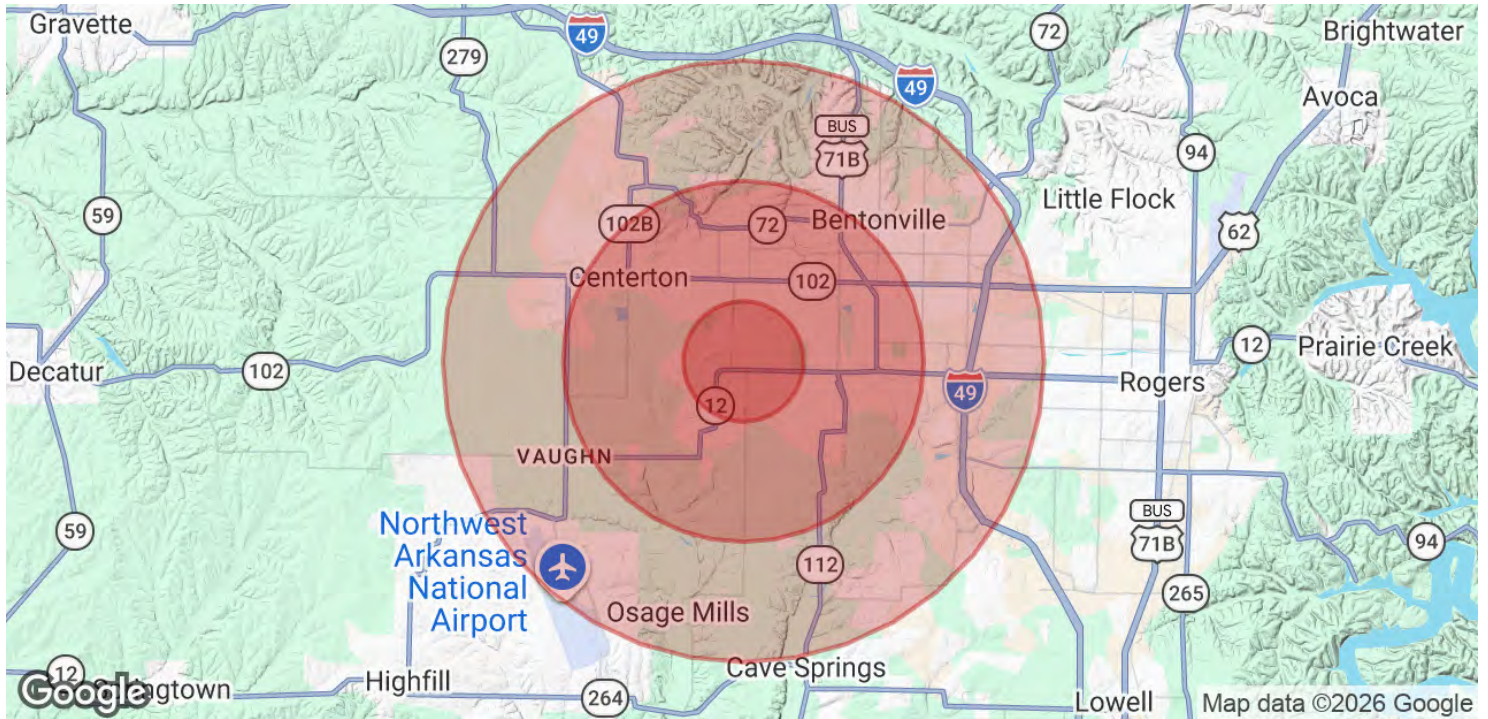 Gravette
49
279
72
Brightwater
49
Avoca
BUS
71B
94
59
Little Flock
102B
72
Bentonville
62
Centerton
102
12
Prairie Creek
Decatur
102
Rogers
49
12
VAUGHN
Northwest
Arkansas
National
Airport
59
BUS
71B
94
112
265
Osage Mills
Cave Springs
12
Highfill
264
Lowell
Google
Map data ©2026 Google